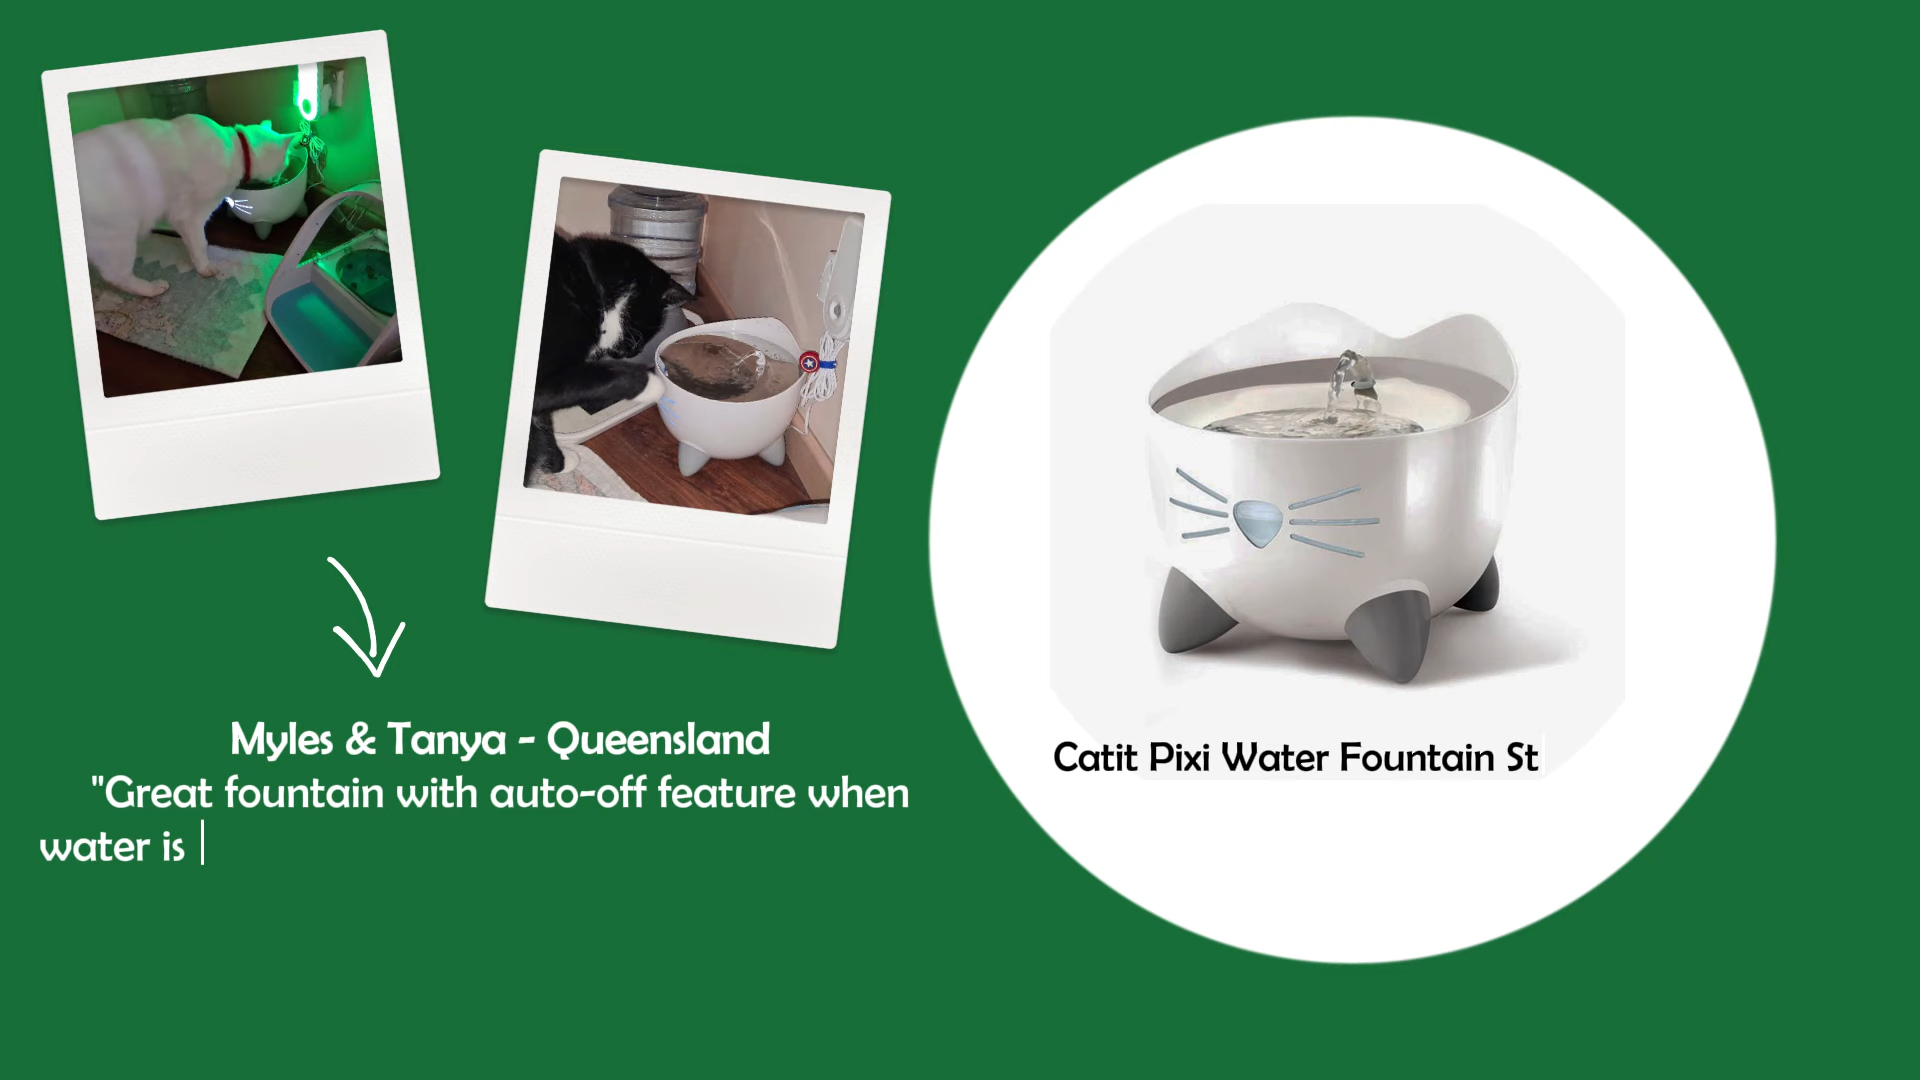 Myles & Tanya - Queensland
"Great fountain with auto-off feature when
water is
Catit Pixi Water Fountain St